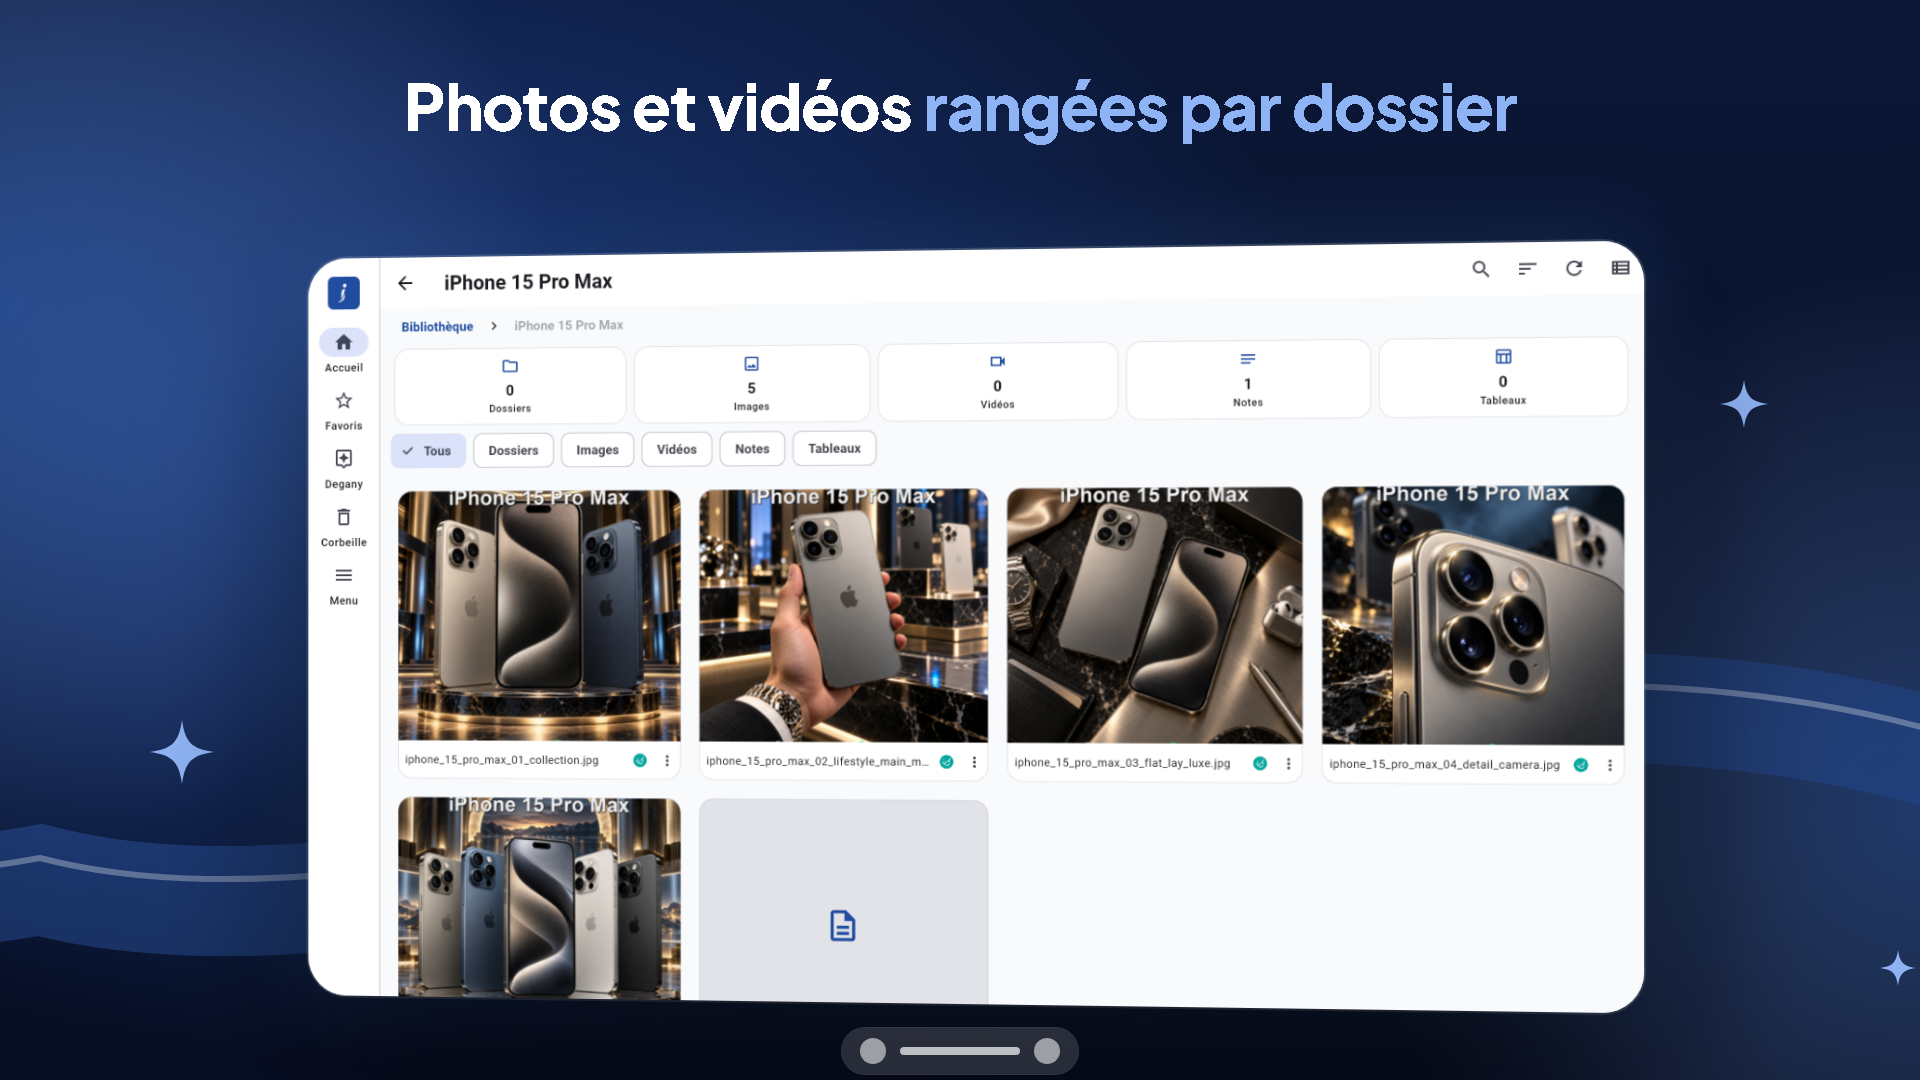 Photos et vidéos rangées par dossier
iPhone 15 Pro Max
Bibliothèque > iPhone 15 Pro Max
Accueil
Favoris
Degany
Corbeille
Menu
0
Dossiers
5
Images
0
Vidéos
1
Notes
0
Tableaux
Tous
Dossiers
Images
Vidéos
Notes
Tableaux
iPhone 15 Pro Max
iPhone 15 Pro Max
iPhone 15 Pro Max
iPhone 15 Pro Max
iphone_15_pro_max_01_collection.jpg
iphone_15_pro_max_02_lifestyle_main_m...
iphone_15_pro_max_03_flat_lay_luxe.jpg
iphone_15_pro_max_04_detail_camera.jpg
iPhone 15 Pro Max